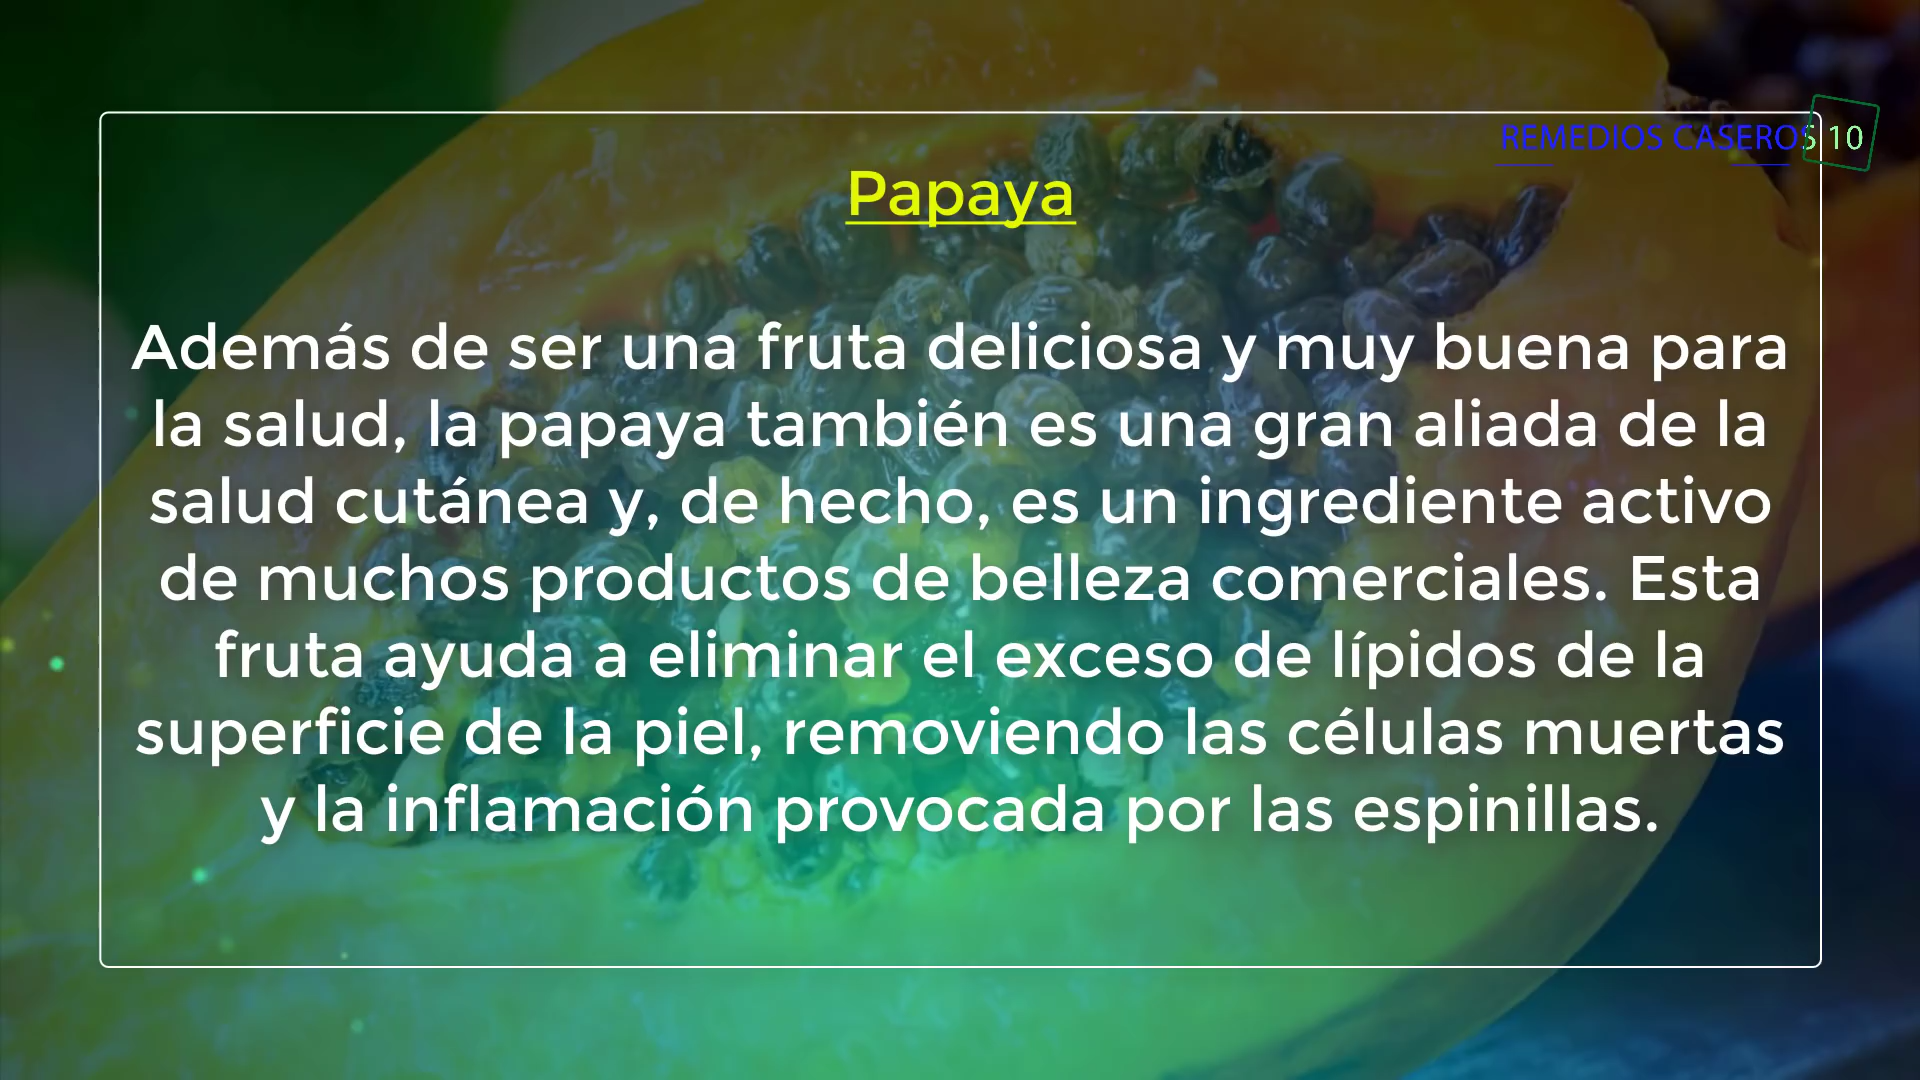 REMEDIOS CASEROS 10
Papaya
Además de ser una fruta deliciosa y muy buena para
la salud, la papaya también es una gran aliada de la
salud cutánea y, de hecho, es un ingrediente activo
de muchos productos de belleza comerciales. Esta
fruta ayuda a eliminar el exceso de lípidos de la
superficie de la piel, removiendo las células muertas
y la inflamación provocada por las espinillas.